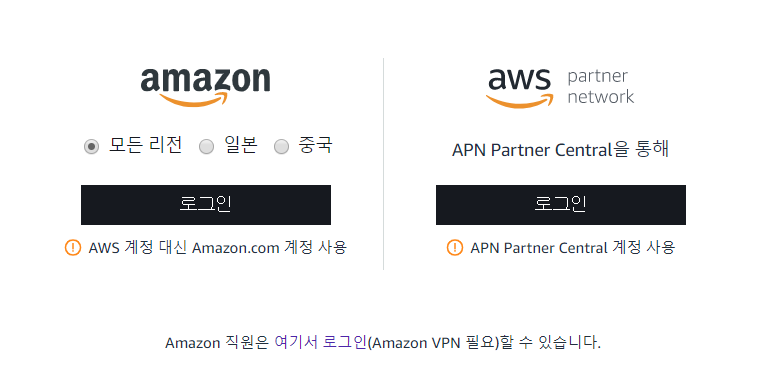 amazon
모든 리전 일본 중국
로그인
AWS 계정 대신 Amazon.com 계정 사용
aws partner
network
APN Partner Central을 통해
로그인
APN Partner Central 계정 사용
Amazon 직원은 여기서 로그인(Amazon VPN 필요)할 수 있습니다.